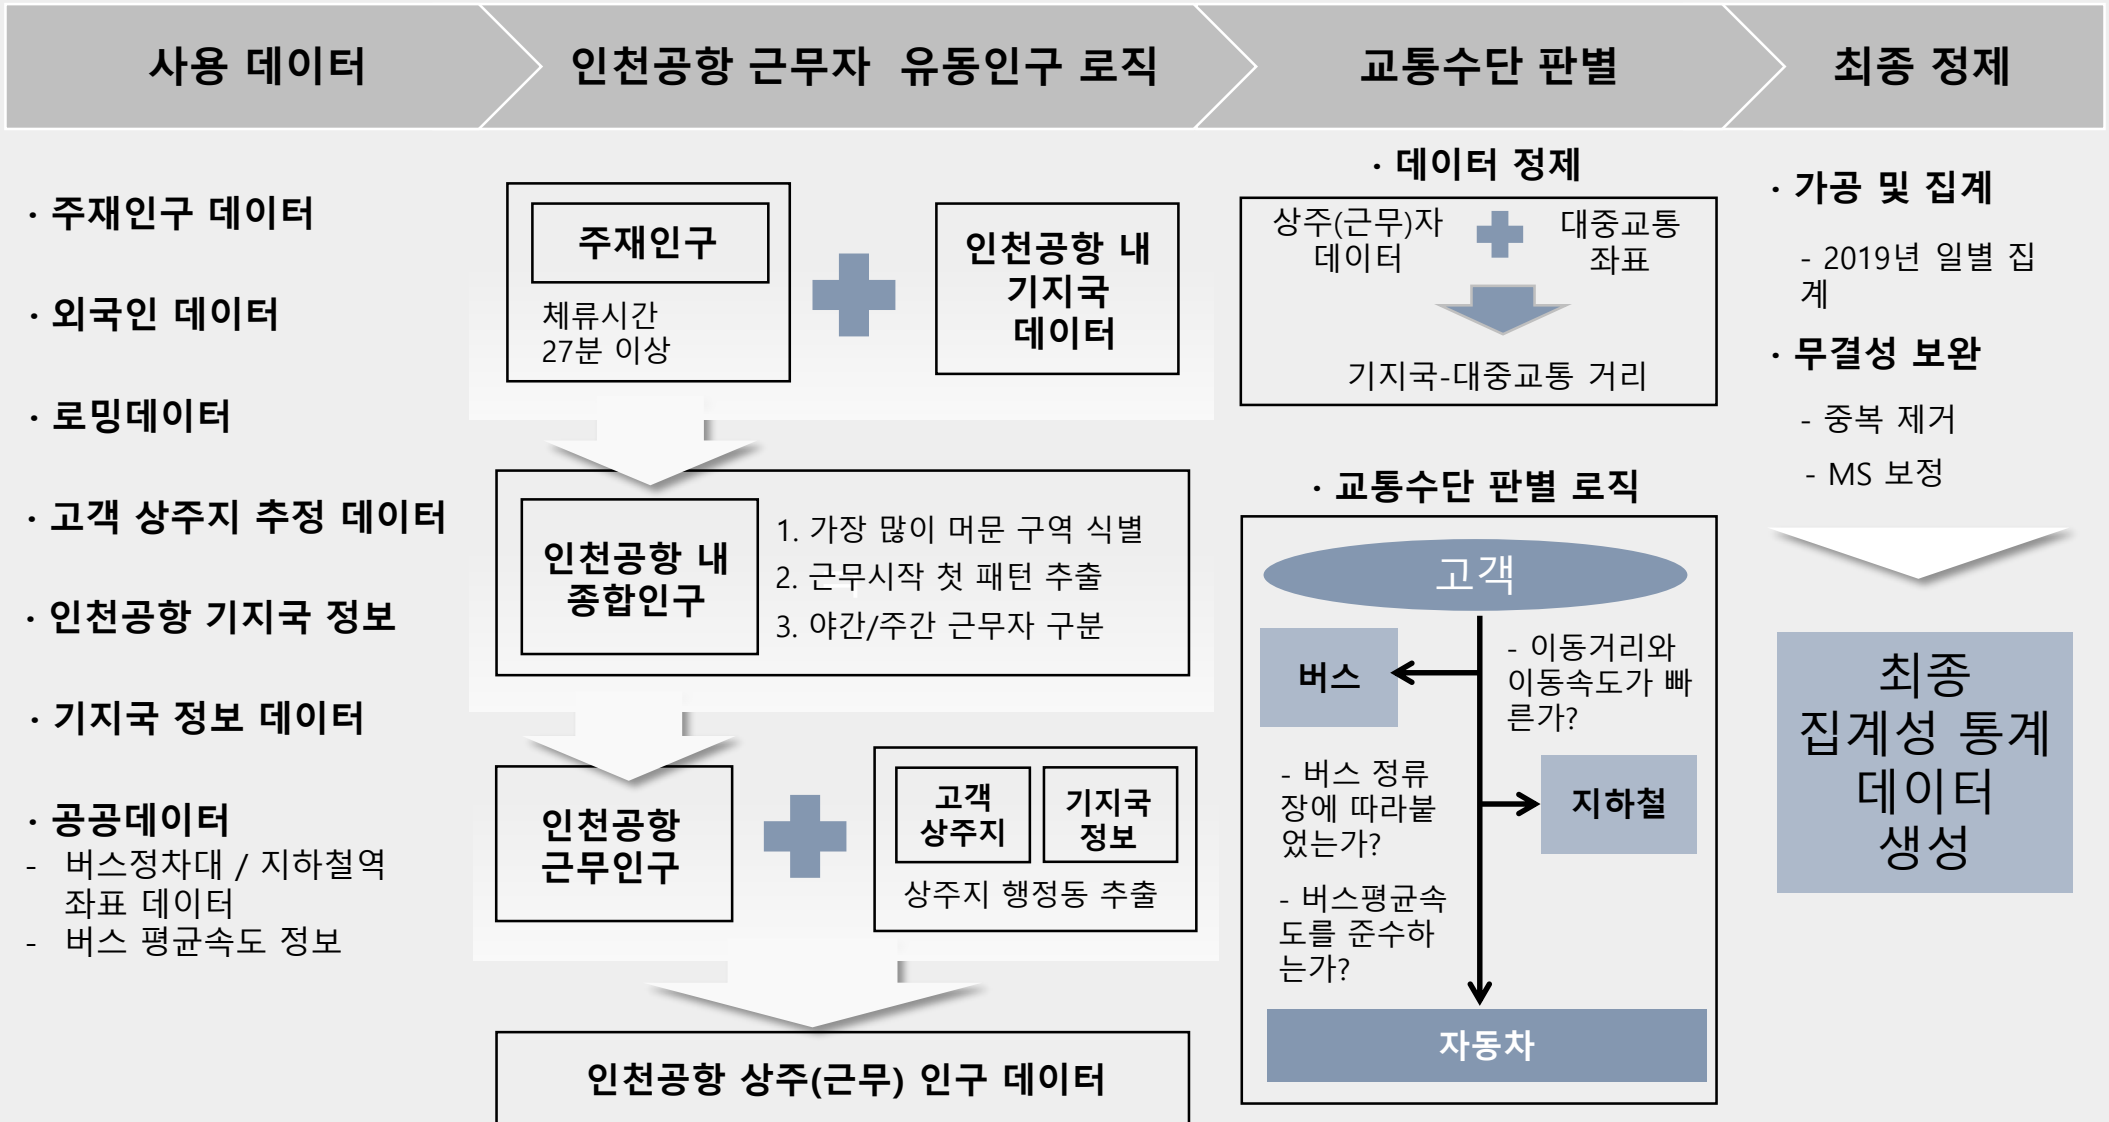 사용 데이터
인천공항 근무자 유동인구 로직
교통수단 판별
최종 정제
· 주재인구 데이터
· 외국인 데이터
· 로밍데이터
· 고객 상주지 추정 데이터
· 인천공항 기지국 정보
· 기지국 정보 데이터
· 공공데이터
- 버스정차대 / 지하철역
좌표 데이터
- 버스 평균속도 정보
주재인구
체류시간
27분 이상
인천공항 내
기지국
데이터
인천공항 내
종합인구
1. 가장 많이 머문 구역 식별
2. 근무시작 첫 패턴 추출
3. 야간/주간 근무자 구분
인천공항
근무인구
고객
상주지
기지국
정보
상주지 행정동 추출
인천공항 상주(근무) 인구 데이터
· 데이터 정제
상주(근무)자
데이터
대중교통
좌표
기지국-대중교통 거리
· 교통수단 판별 로직
고객
버스
- 이동거리와
이동속도가 빠
른가?
- 버스 정류
장에 따라붙
었는가?
지하철
- 버스평균속
도를 준수하
는가?
자동차
· 가공 및 집계
- 2019년 일별 집
계
· 무결성 보완
- 중복 제거
- MS 보정
최종
집계성 통계
데이터
생성